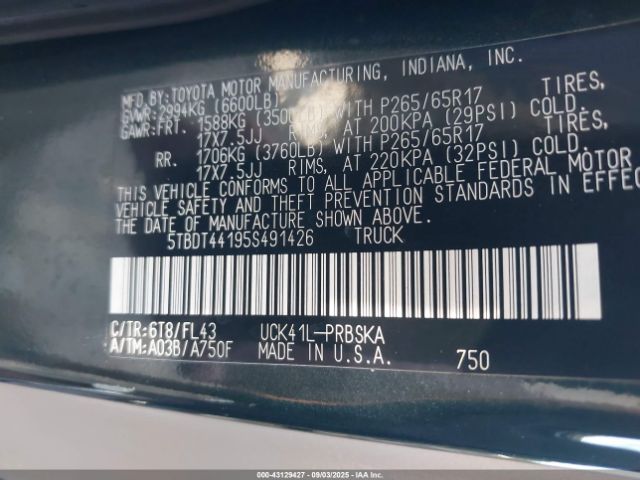 MFD. BY: TOYOTA MOTOR MANUFACTURING, INDIANA, INC.
GVWR: 2994KG (6600LB)
GAWR: FRT. 1588KG (3500LB) WITH P265/65R17 TIRES,
17X7.5JJ RIMS, AT 200KPA (29PSI) COLD.
RR. 1706KG (3760LB) WITH P265/65R17 TIRES,
17X7.5JJ RIMS, AT 220KPA (32PSI) COLD.
THIS VEHICLE CONFORMS TO ALL APPLICABLE FEDERAL MOTOR
VEHICLE SAFETY AND THEFT PREVENTION STANDARDS IN EFFEC
THE DATE OF MANUFACTURE SHOWN ABOVE.
5TBDT44195S491426 TRUCK
C/TR: 6T8/FL43 UCK41L-PRBSKA
A/TM: A03B/A750F MADE IN U.S.A. 750
000-43129427 - 09/03/2025 - IAAI.COM